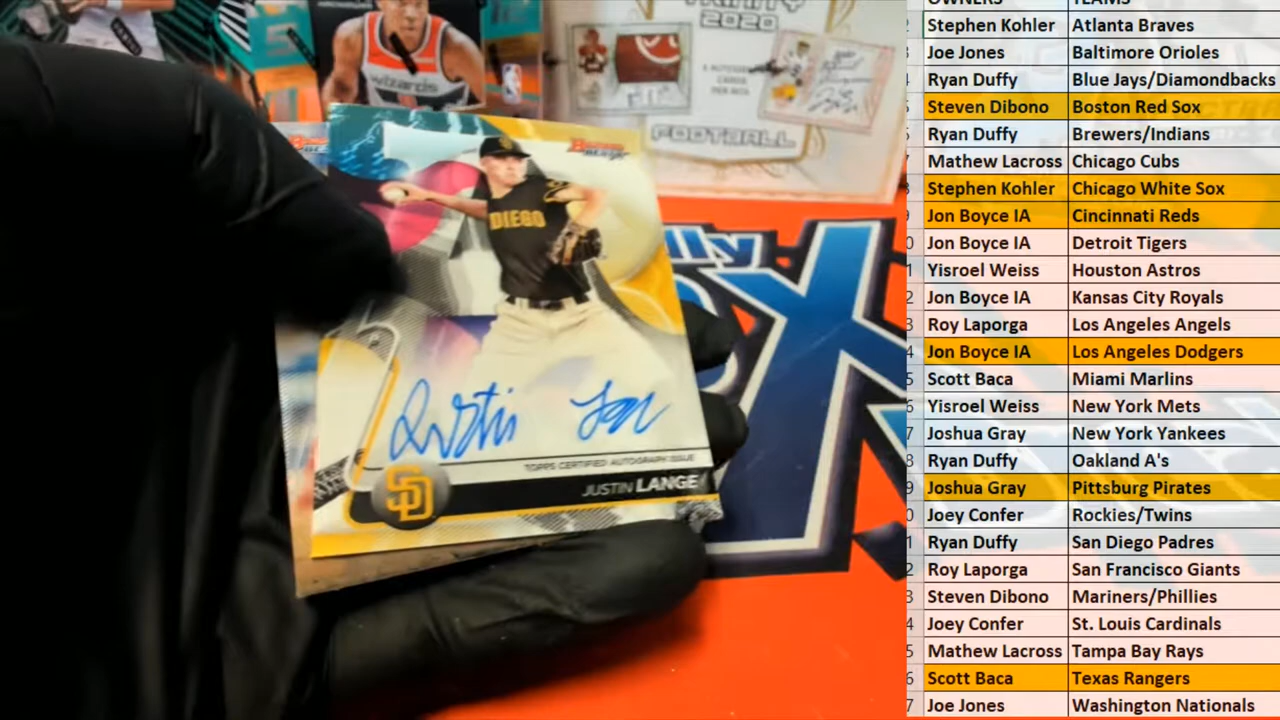 wizards
TRINITY
2020
FOOTBALL
BOWMAN'S BEST
DIEGO
Justin Lan
TOPPS CERTIFIED AUTOGRAPH ISSUE
JUSTIN LANGE
SD
OWNERS TEAMS
Stephen Kohler Atlanta Braves
Joe Jones Baltimore Orioles
Ryan Duffy Blue Jays/Diamondbacks
Steven Dibono Boston Red Sox
Ryan Duffy Brewers/Indians
Mathew Lacross Chicago Cubs
Stephen Kohler Chicago White Sox
Jon Boyce IA Cincinnati Reds
Jon Boyce IA Detroit Tigers
Yisroel Weiss Houston Astros
Jon Boyce IA Kansas City Royals
Roy Laporga Los Angeles Angels
Jon Boyce IA Los Angeles Dodgers
Scott Baca Miami Marlins
Yisroel Weiss New York Mets
Joshua Gray New York Yankees
Ryan Duffy Oakland A's
Joshua Gray Pittsburg Pirates
Joey Confer Rockies/Twins
Ryan Duffy San Diego Padres
Roy Laporga San Francisco Giants
Steven Dibono Mariners/Phillies
Joey Confer St. Louis Cardinals
Mathew Lacross Tampa Bay Rays
Scott Baca Texas Rangers
Joe Jones Washington Nationals